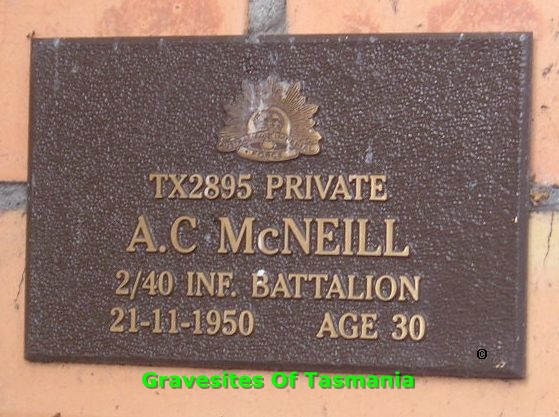 TX2895 PRIVATE
A.C McNEILL
2/40 INF. BATTALION
21-11-1950 AGE 30
©
Gravesites Of Tasmania